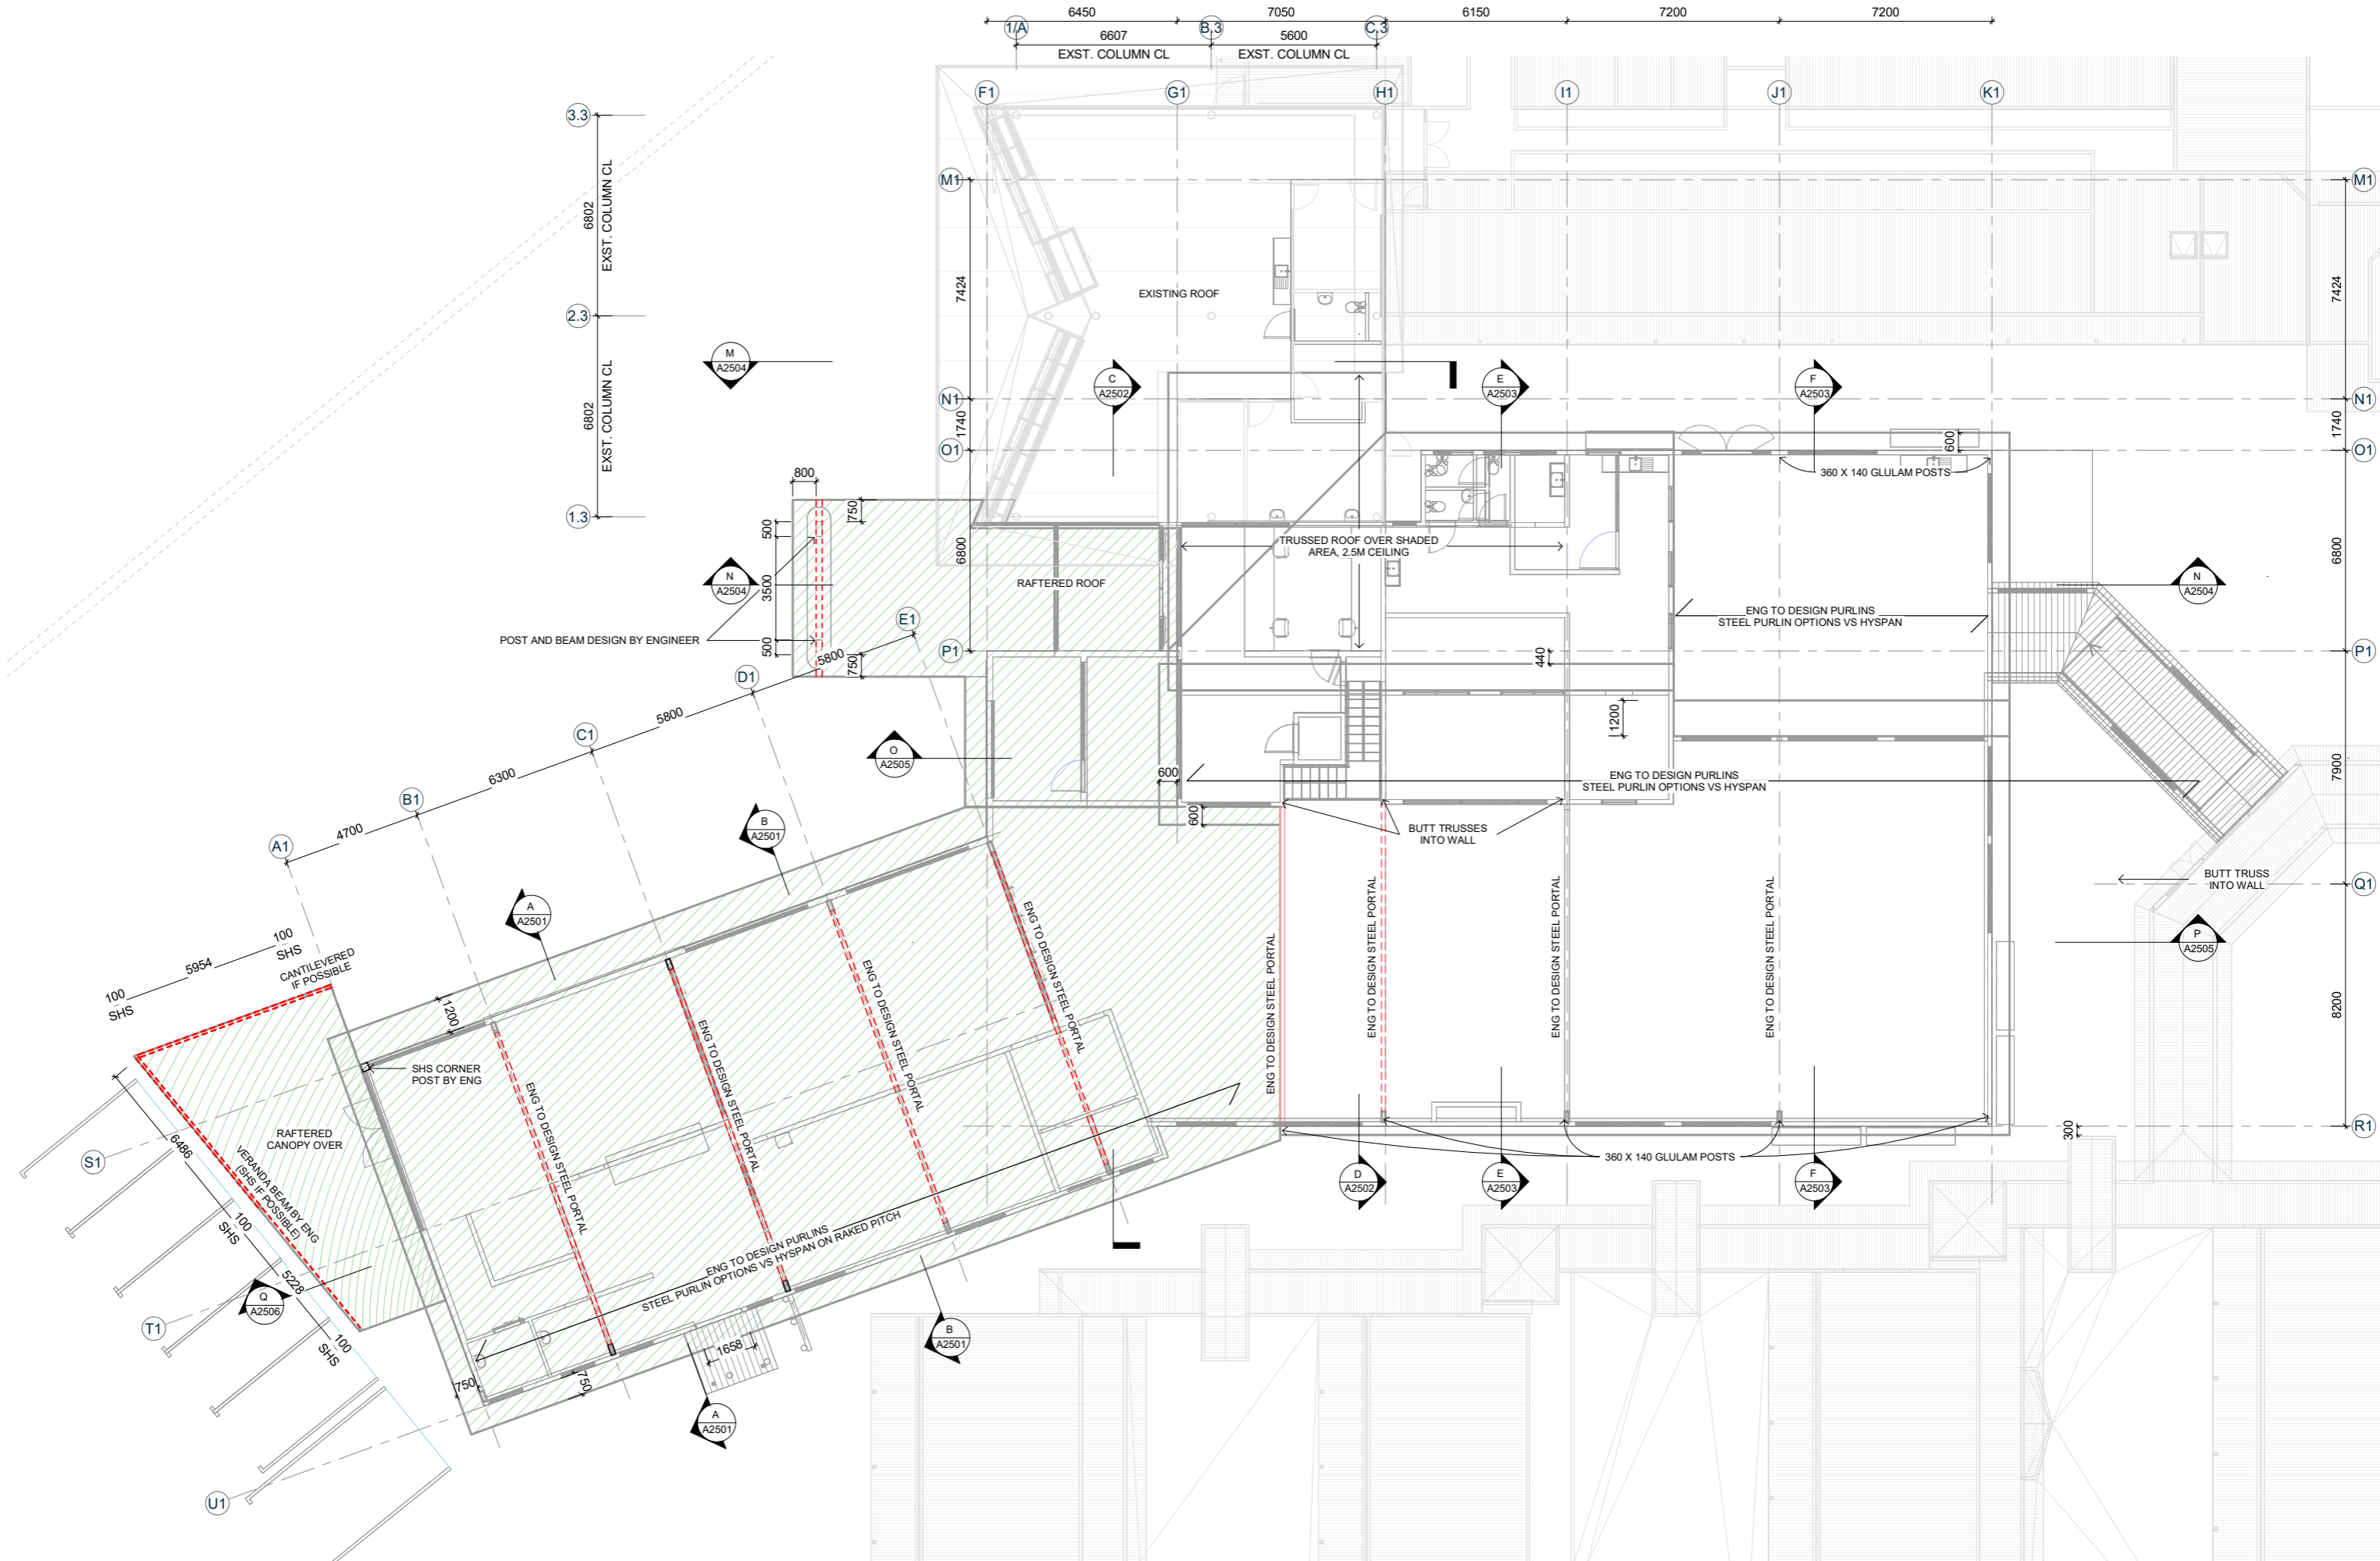 6450
7050
6150
7200
7200
1/A
B.3
C.3
6607
5600
EXST. COLUMN CL
EXST. COLUMN CL
F1
G1
H1
I1
J1
K1
3.3
6802
EXST. COLUMN CL
2.3
6802
EXST. COLUMN CL
1.3
M1
M1
7424
7424
EXISTING ROOF
M
A2504
C
A2502
E
A2503
F
A2503
N1
N1
1740
1740
O1
O1
600
360 X 140 GLULAM POSTS
800
750
500
3500
500
750
6800
6800
TRUSSED ROOF OVER SHADED
AREA, 2.5M CEILING
RAFTERED ROOF
N
A2504
N
A2504
ENG TO DESIGN PURLINS
STEEL PURLIN OPTIONS VS HYSPAN
POST AND BEAM DESIGN BY ENGINEER
E1
P1
P1
440
5800
D1
5800
C1
6300
B1
4700
A1
1200
O
A2505
600
600
ENG TO DESIGN PURLINS
STEEL PURLIN OPTIONS VS HYSPAN
7900
B
A2501
BUTT TRUSSES
INTO WALL
BUTT TRUSS
INTO WALL
Q1
A
A2501
P
A2505
100
SHS
5954
100
SHS
CANTILEVERED
IF POSSIBLE
1200
SHS CORNER
POST BY ENG
ENG TO DESIGN STEEL PORTAL
ENG TO DESIGN STEEL PORTAL
ENG TO DESIGN STEEL PORTAL
ENG TO DESIGN STEEL PORTAL
ENG TO DESIGN STEEL PORTAL
ENG TO DESIGN STEEL PORTAL
ENG TO DESIGN STEEL PORTAL
ENG TO DESIGN STEEL PORTAL
8200
R1
300
360 X 140 GLULAM POSTS
D
A2502
E
A2503
F
A2503
RAFTERED
CANOPY OVER
VERANDA BEAM BY ENG
(SHS IF POSSIBLE)
S1
6486
100
SHS
5228
100
SHS
Q
A2506
T1
U1
ENG TO DESIGN PURLINS
STEEL PURLIN OPTIONS VS HYSPAN ON RAKED PITCH
B
A2501
1658
750
750
A
A2501